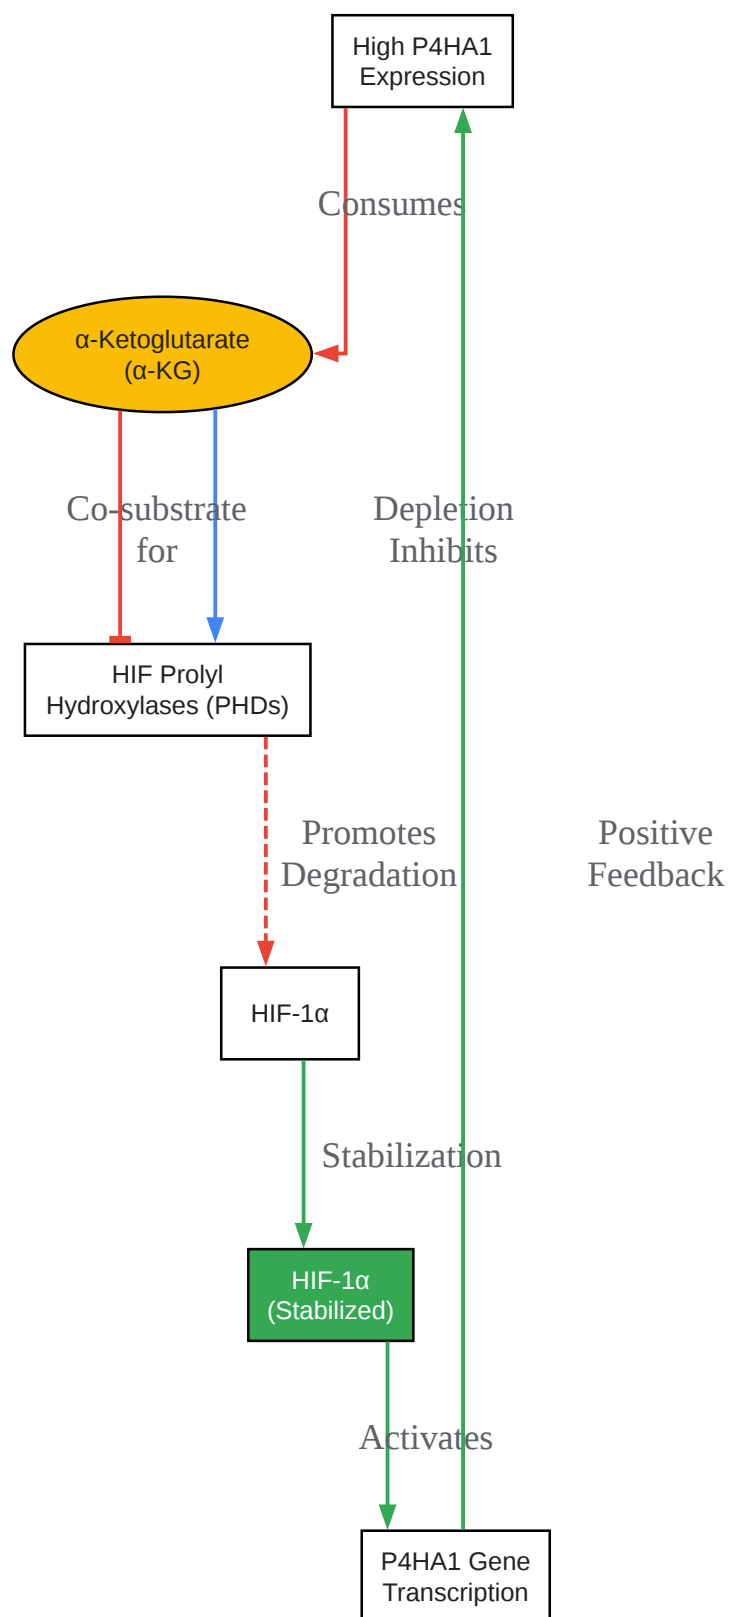 High P4HA1
Expression
Consumes
α-Ketoglutarate
(α-KG)
Co-substrate
for
Depletion
Inhibits
HIF Prolyl
Hydroxylases (PHDs)
Promotes
Degradation
Positive
Feedback
HIF-1α
Stabilization
HIF-1α
(Stabilized)
Activates
P4HA1 Gene
Transcription